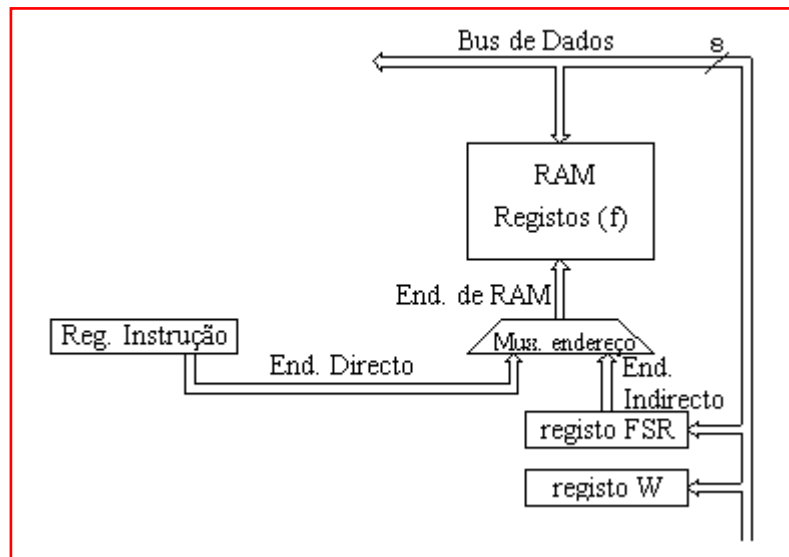 Bus de Dados
8
RAM
Registos (f)
End. de RAM
Reg. Instrução
Mux. endereço
End. Directo
End.
Indirecto
registo FSR
registo W